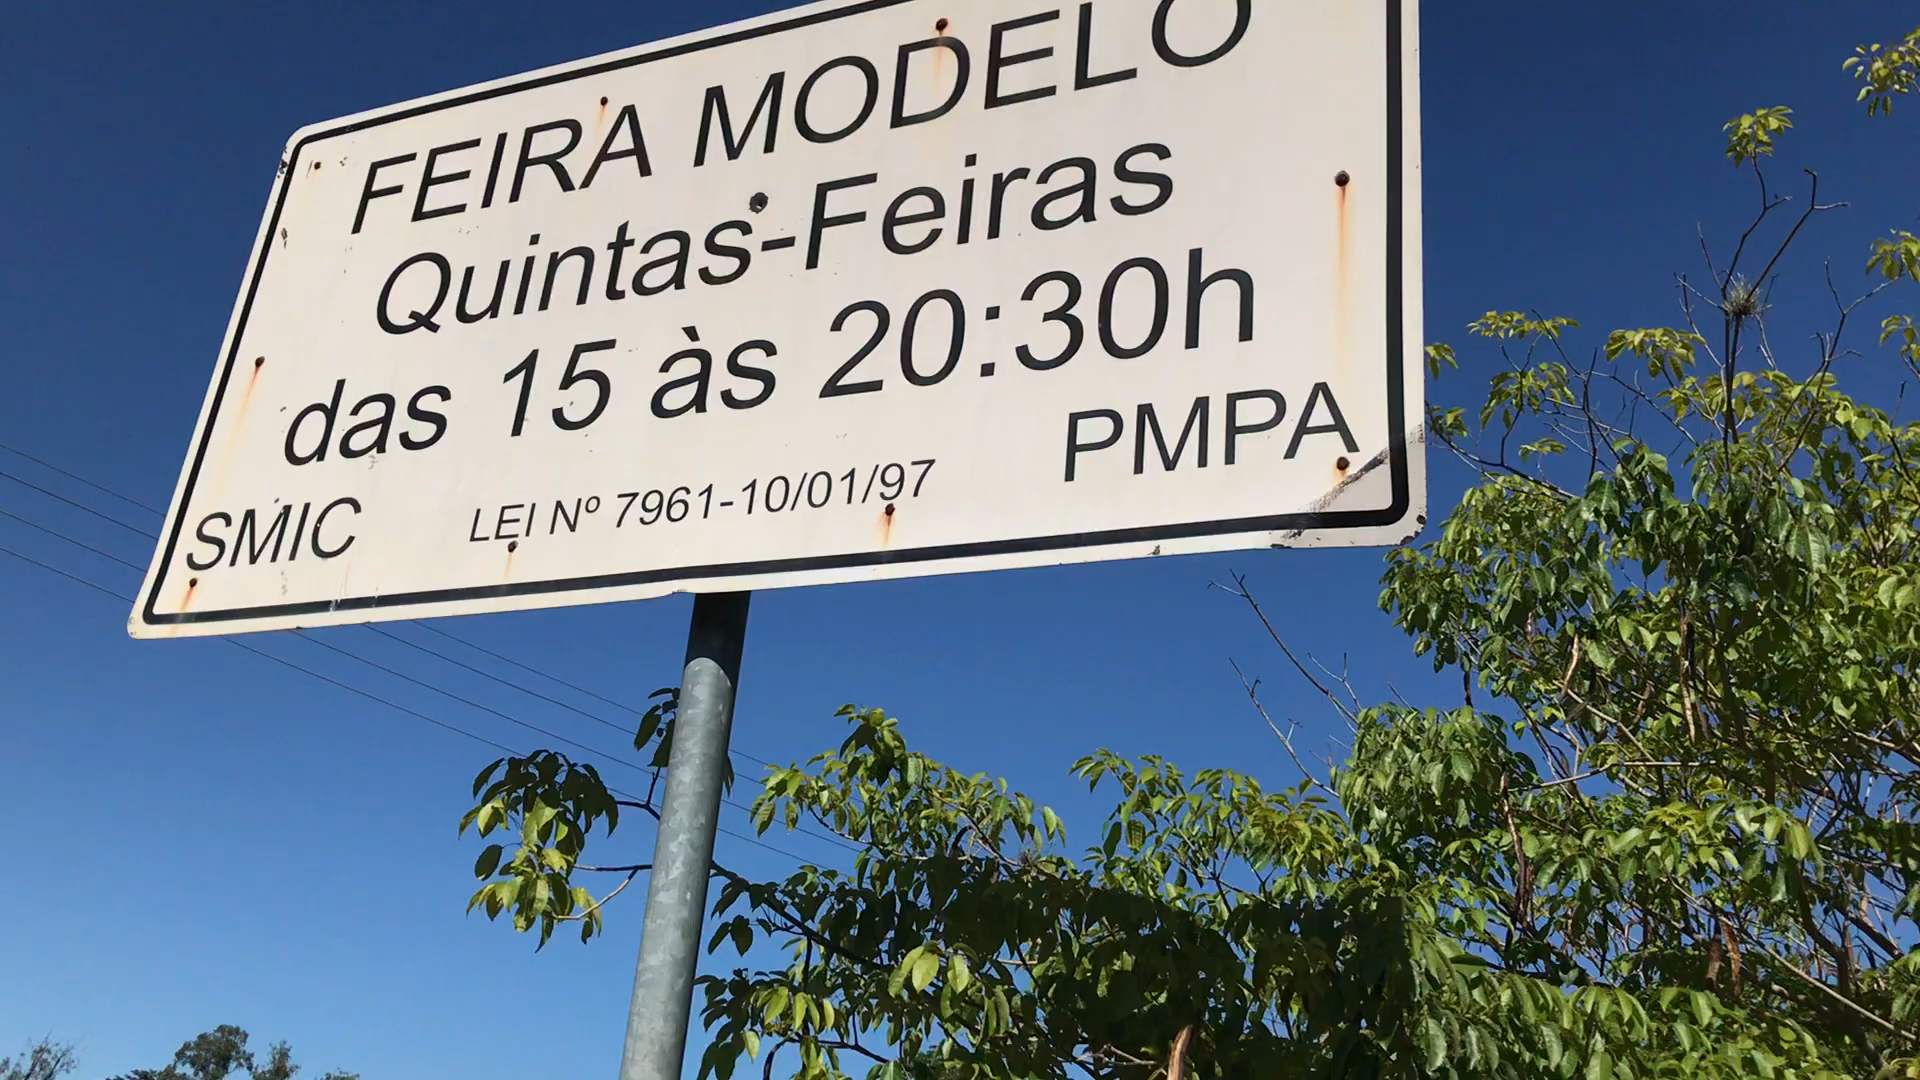 FEIRA MODELO
Quintas-Feiras
das 15 às 20:30h
PMPA
SMIC LEI Nº 7961-10/01/97